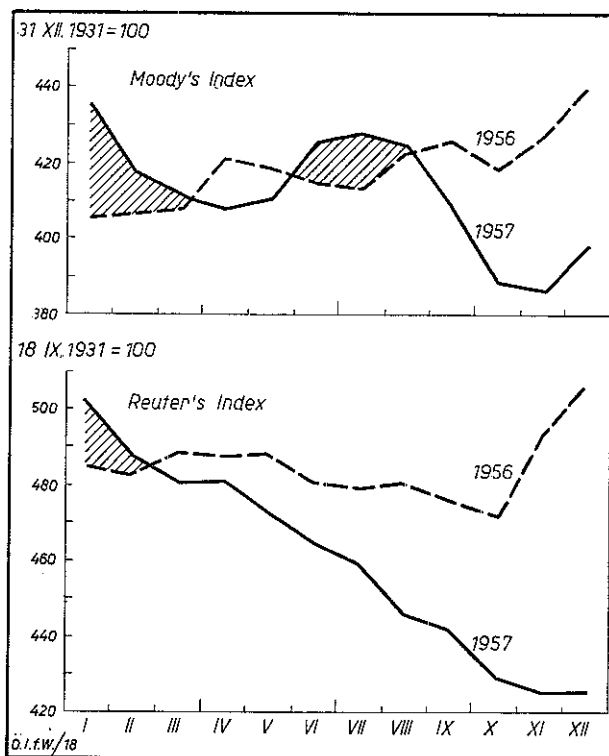 31 XII. 1931 = 100
Moody's Index
440
420
400
380
1956
1957
18 IX. 1931 = 100
Reuter's Index
500
480
460
440
420
1956
1957
I II III IV V VI VII VIII IX X XI XII
Ö.I.f.W./18